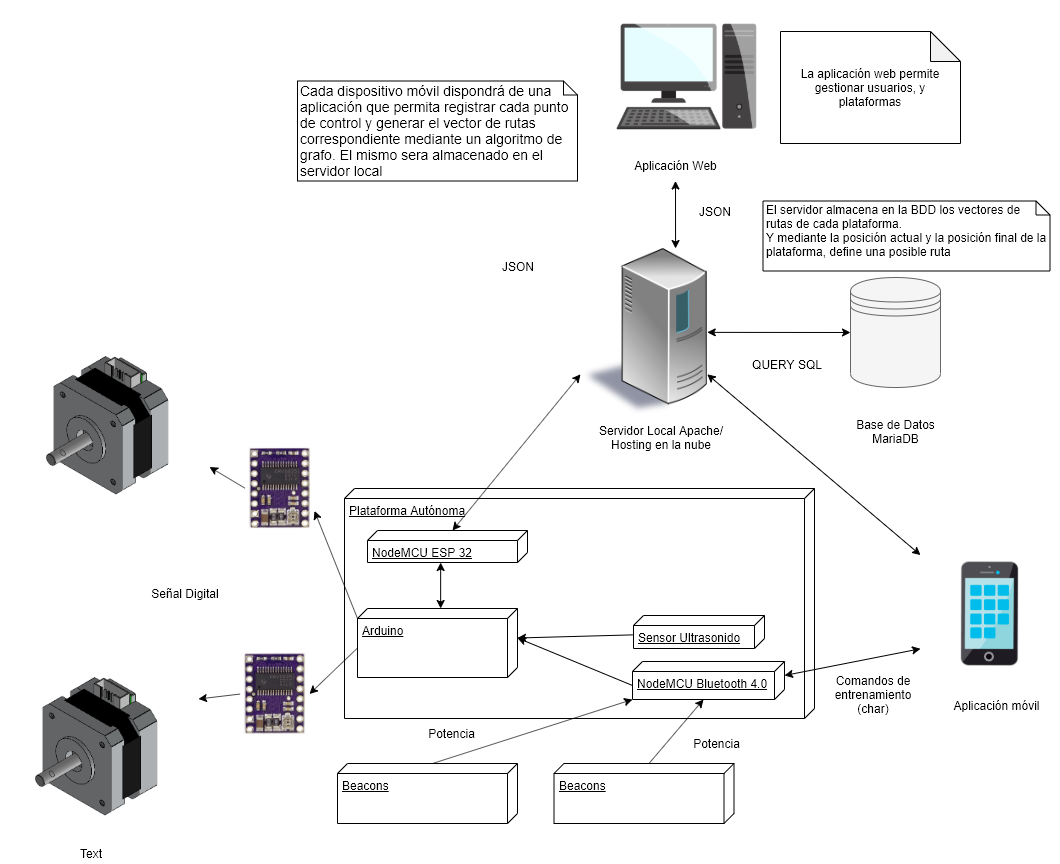 La aplicación web permite
gestionar usuarios, y
plataformas
Cada dispositivo móvil dispondrá de una
aplicación que permita registrar cada punto
de control y generar el vector de rutas
correspondiente mediante un algoritmo de
grafo. El mismo sera almacenado en el
servidor local
Aplicación Web
JSON
El servidor almacena en la BDD los vectores de
rutas de cada plataforma.
Y mediante la posición actual y la posición final de la
plataforma, define una posible ruta
JSON
QUERY SQL
Servidor Local Apache/
Hosting en la nube
Base de Datos
MariaDB
Plataforma Autónoma
NodeMCU ESP 32
Señal Digital
Arduino
Sensor Ultrasonido
NodeMCU Bluetooth 4.0
Comandos de
entrenamiento
(char)
Aplicación móvil
Potencia
Potencia
Beacons
Beacons
Text